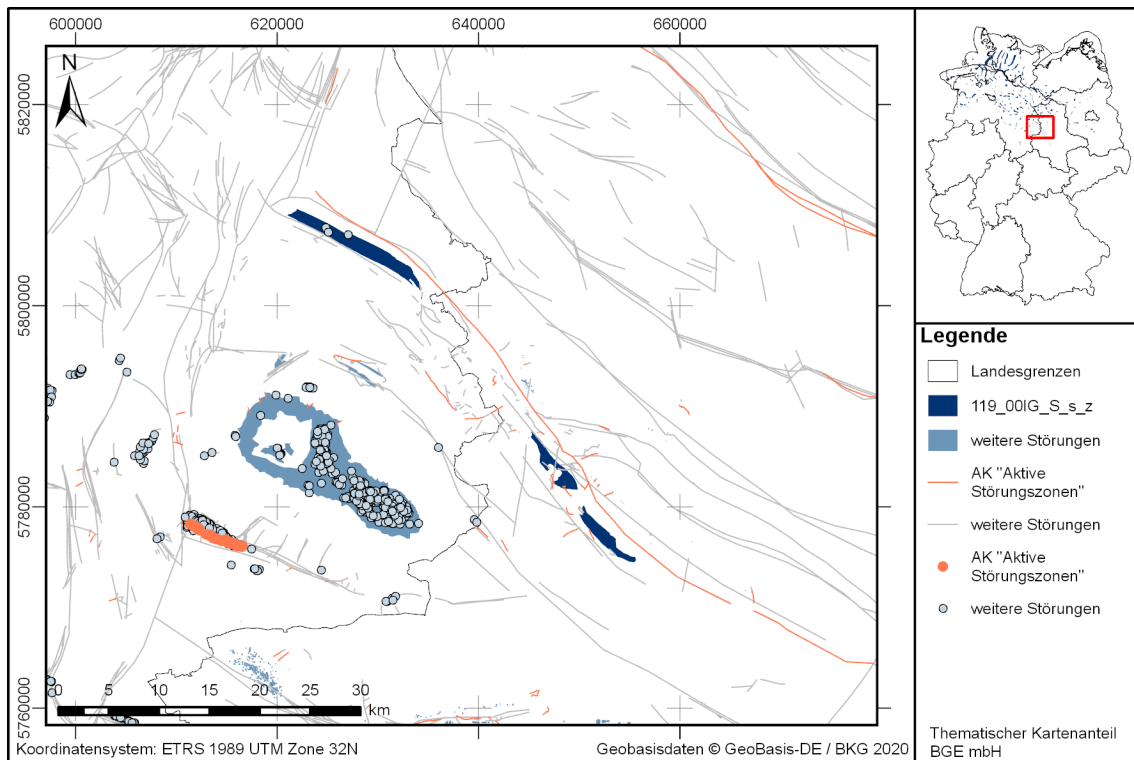 600000
620000
640000
660000
N
5820000
5800000
5780000
5760000
0 5 10 15 20 25 30
km
Koordinatensystem: ETRS 1989 UTM Zone 32N
Geobasisdaten © GeoBasis-DE / BKG 2020
Legende
Landesgrenzen
119_00IG_S_s_z
weitere Störungen
AK "Aktive
Störungszonen"
weitere Störungen
AK "Aktive
Störungszonen"
weitere Störungen
Thematischer Kartenanteil
BGE mbH